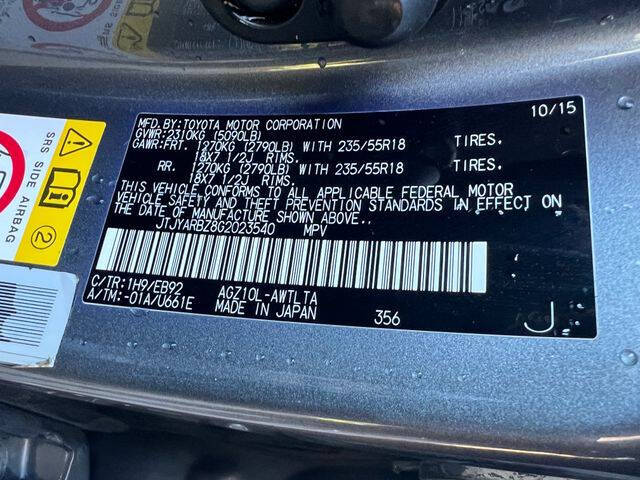 MFD.BY:TOYOTA MOTOR CORPORATION 10/15
GVWR:2310KG (5090LB)
GAWR:FRT. 1270KG (2790LB) WITH 235/55R18 TIRES.
18X7 1/2J RIMS.
RR. 1270KG (2790LB) WITH 235/55R18 TIRES.
18X7 1/2J RIMS.
THIS VEHICLE CONFORMS TO ALL APPLICABLE FEDERAL MOTOR
VEHICLE SAFETY AND THEFT PREVENTION STANDARDS IN EFFECT ON
THE DATE OF MANUFACTURE SHOWN ABOVE.
JTJYARBZ8G2023540 MPV
C/TR:1H9/EB92 AGZ10L-AWTLTA
A/TM:-01A/U661E MADE IN JAPAN 356 J
SRS SIDE AIRBAG
2